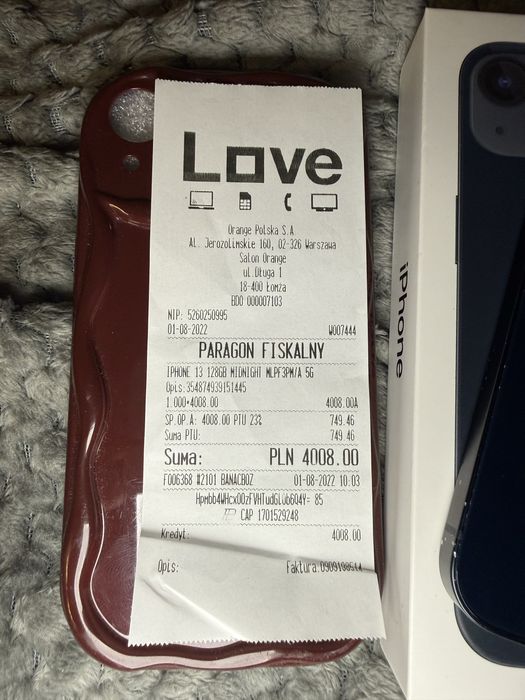 Love
Orange Polska S.A
AL. Jerozolimskie 160, 02-326 Warszawa
Salon Orange
ul.Długa 1
18-400 Łomża
BDO 000007103
NIP: 5260250995
01-08-2022 W007444
PARAGON FISKALNY
IPHONE 13 128GB MIDNIGHT MLPF3PM/A 5G
Opis:354874939151445
1.000*4008.00 4008.00A
SP.OP.A: 4008.00 PTU 23% 749.46
Suma PTU: 749.46
Suma: PLN 4008.00
F006368 #2101 BANACBOZ 01-08-2022 10:03
85
CAP 1701529248
Kredyt: 4008.00
Opis: Faktura:
iPhone